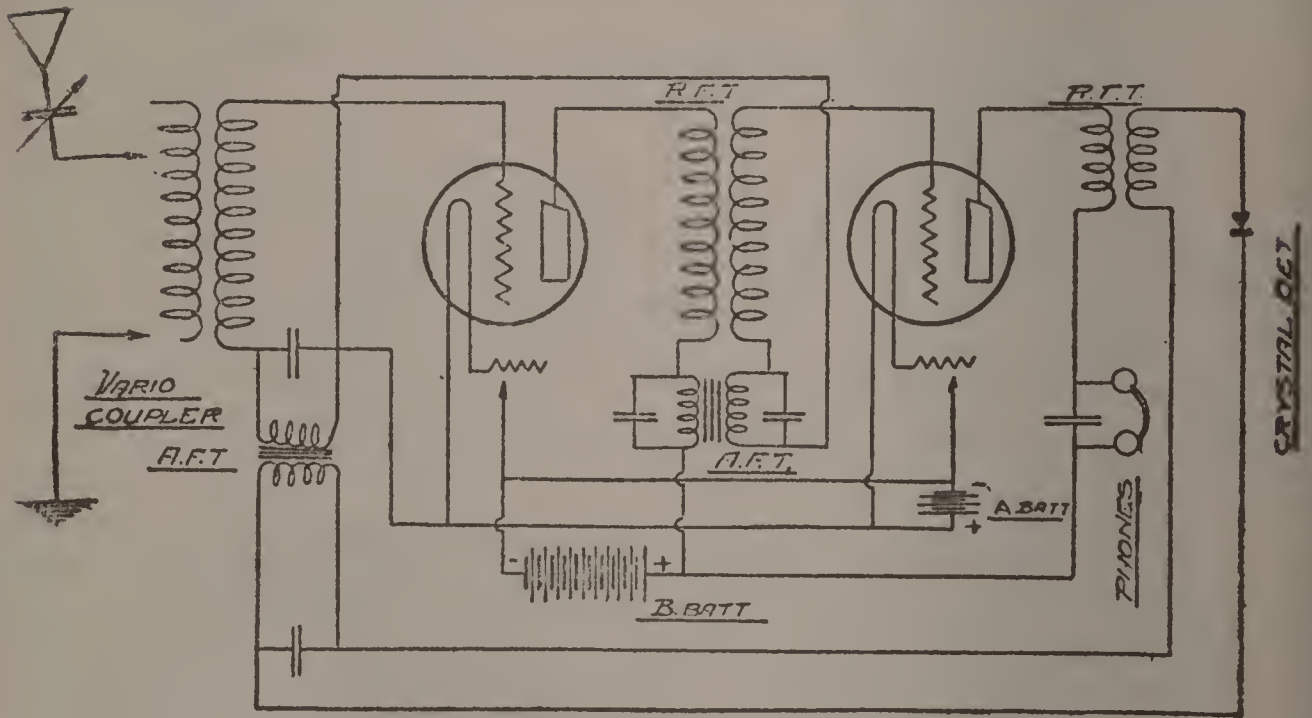 R.F.T
R.F.T.
VARIO
COUPLER
A.F.T
A.F.T.
-
A BATT
+
-
+
B. BATT
PHONES
CRYSTAL DET